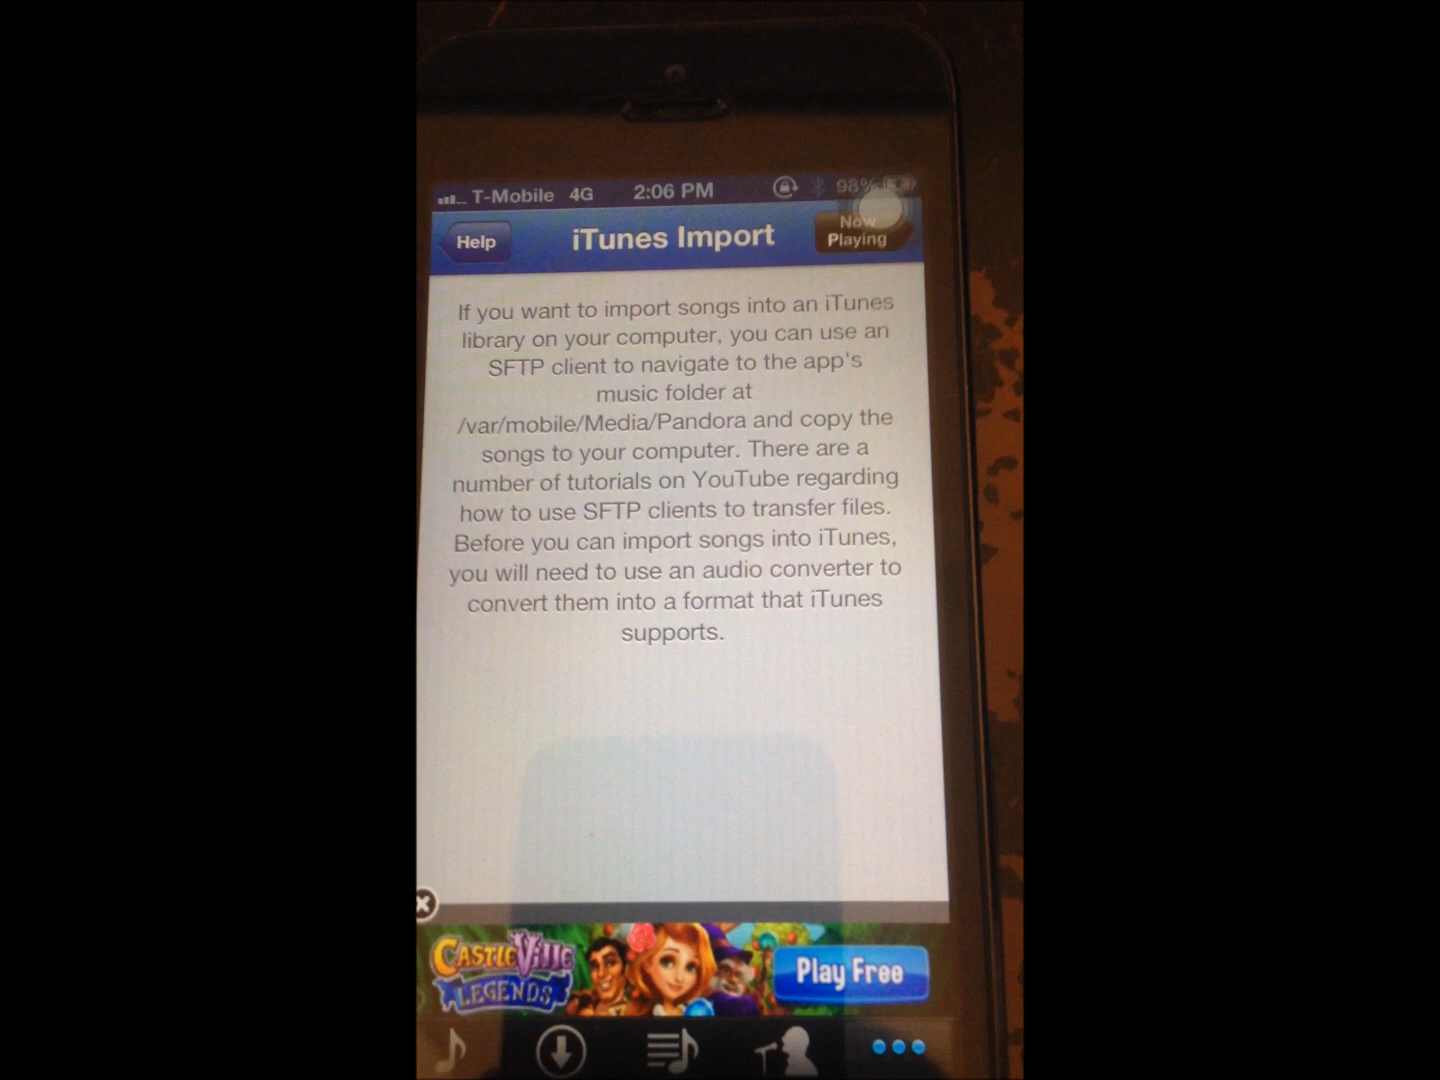 T-Mobile 4G 2:06 PM 98%
Help iTunes Import Now Playing
If you want to import songs into an iTunes
library on your computer, you can use an
SFTP client to navigate to the app's
music folder at
/var/mobile/Media/Pandora and copy the
songs to your computer. There are a
number of tutorials on YouTube regarding
how to use SFTP clients to transfer files.
Before you can import songs into iTunes,
you will need to use an audio converter to
convert them into a format that iTunes
supports.
CastleVille
LEGENDS
Play Free